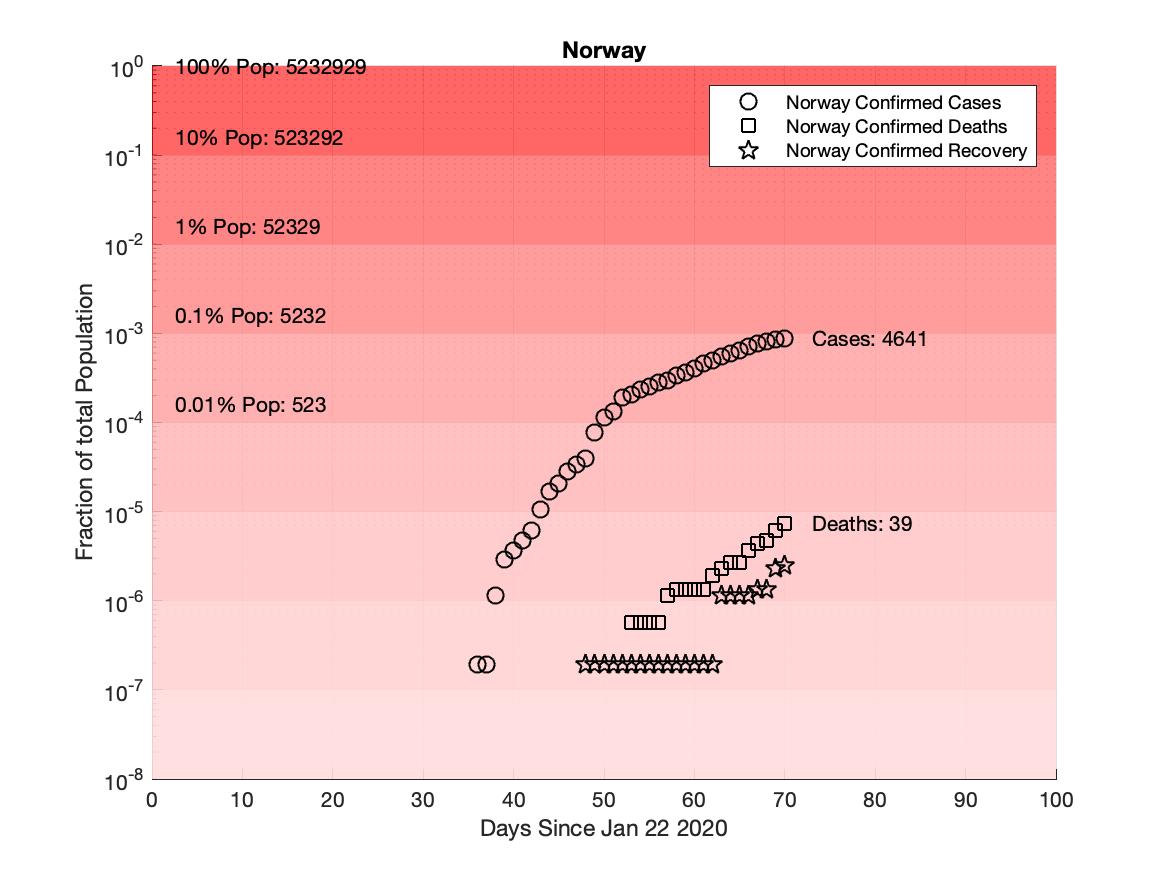 Norway
10^0
10^-1
10^-2
10^-3
10^-4
10^-5
10^-6
10^-7
10^-8
Fraction of total Population
100% Pop: 5232929
10% Pop: 523292
1% Pop: 52329
0.1% Pop: 5232
0.01% Pop: 523
Norway Confirmed Cases
Norway Confirmed Deaths
Norway Confirmed Recovery
Cases: 4641
Deaths: 39
0 10 20 30 40 50 60 70 80 90 100
Days Since Jan 22 2020